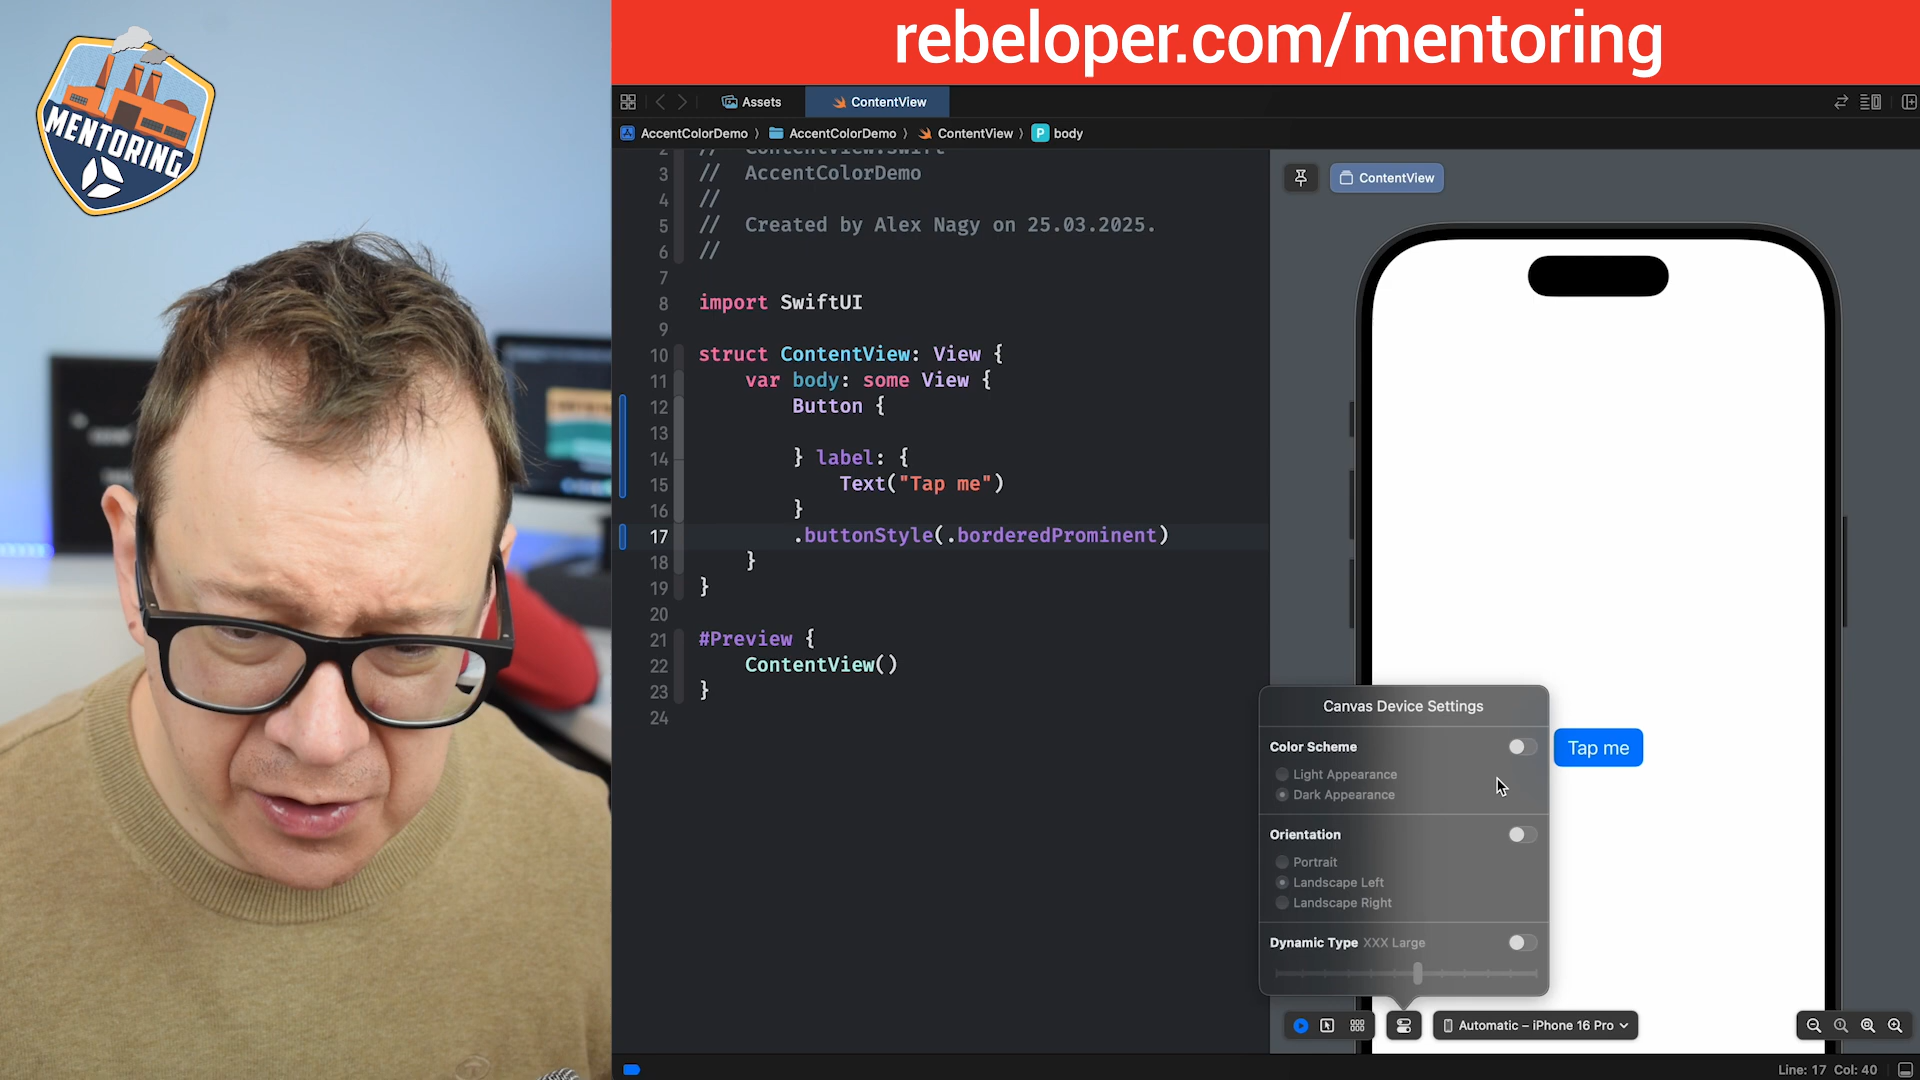 MENTORING
rebeloper.com/mentoring
Assets
ContentView
AccentColorDemo 〉 AccentColorDemo 〉 ContentView 〉 P body
2 // ContentView.swift
3 // AccentColorDemo
4 //
5 // Created by Alex Nagy on 25.03.2025.
6 //
7
8 import SwiftUI
9
10 struct ContentView: View {
11 var body: some View {
12 Button {
13
14 } label: {
15 Text("Tap me")
16 }
17 .buttonStyle(.borderedProminent)
18 }
19 }
20
21 #Preview {
22 ContentView()
23 }
24
ContentView
Canvas Device Settings
Color Scheme
Light Appearance
Dark Appearance
Orientation
Portrait
Landscape Left
Landscape Right
Dynamic Type XXX Large
Tap me
Automatic – iPhone 16 Pro
Line: 17 Col: 40